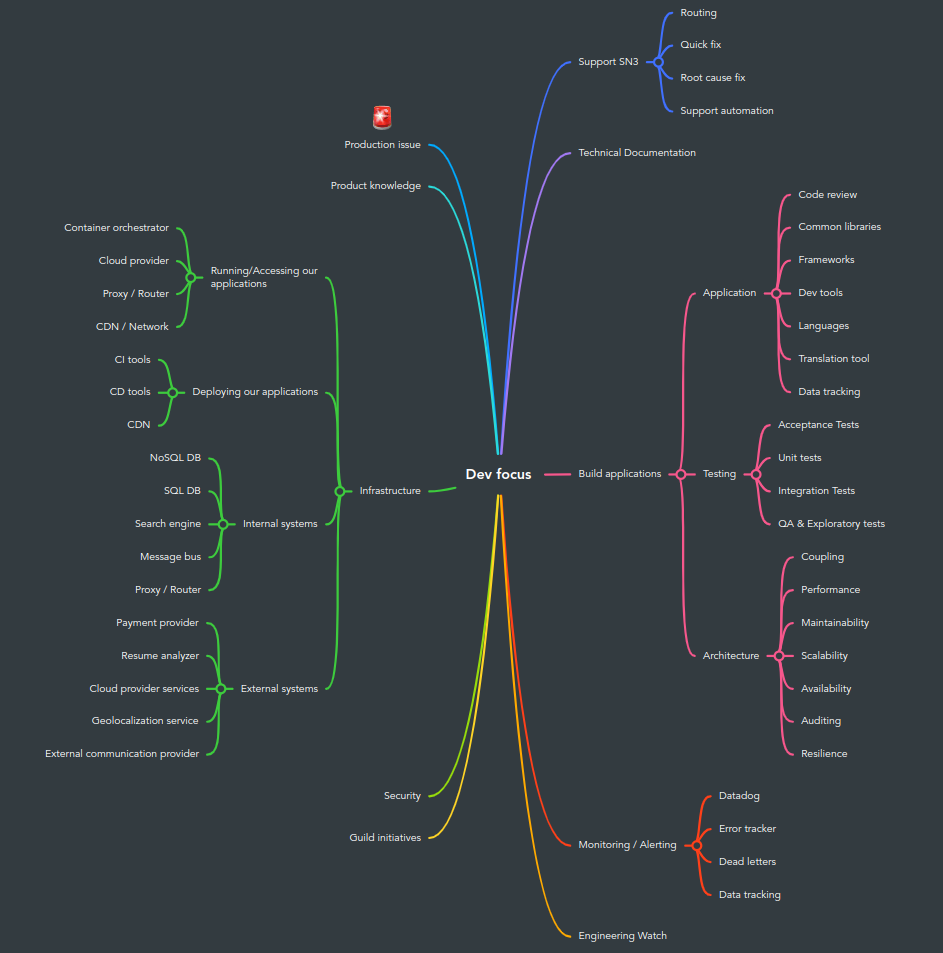 Routing
Quick fix
Support SN3
Root cause fix
Support automation
Technical Documentation
Production issue
Product knowledge
Container orchestrator
Cloud provider
Running/Accessing our
applications
Proxy / Router
CDN / Network
CI tools
CD tools
Deploying our applications
CDN
NoSQL DB
SQL DB
Search engine
Internal systems
Message bus
Proxy / Router
Infrastructure
Payment provider
Resume analyzer
Cloud provider services
External systems
Geolocalization service
External communication provider
Security
Guild initiatives
Dev focus
Build applications
Application
Code review
Common libraries
Frameworks
Dev tools
Languages
Translation tool
Data tracking
Testing
Acceptance Tests
Unit tests
Integration Tests
QA & Exploratory tests
Architecture
Coupling
Performance
Maintainability
Scalability
Availability
Auditing
Resilience
Monitoring / Alerting
Datadog
Error tracker
Dead letters
Data tracking
Engineering Watch